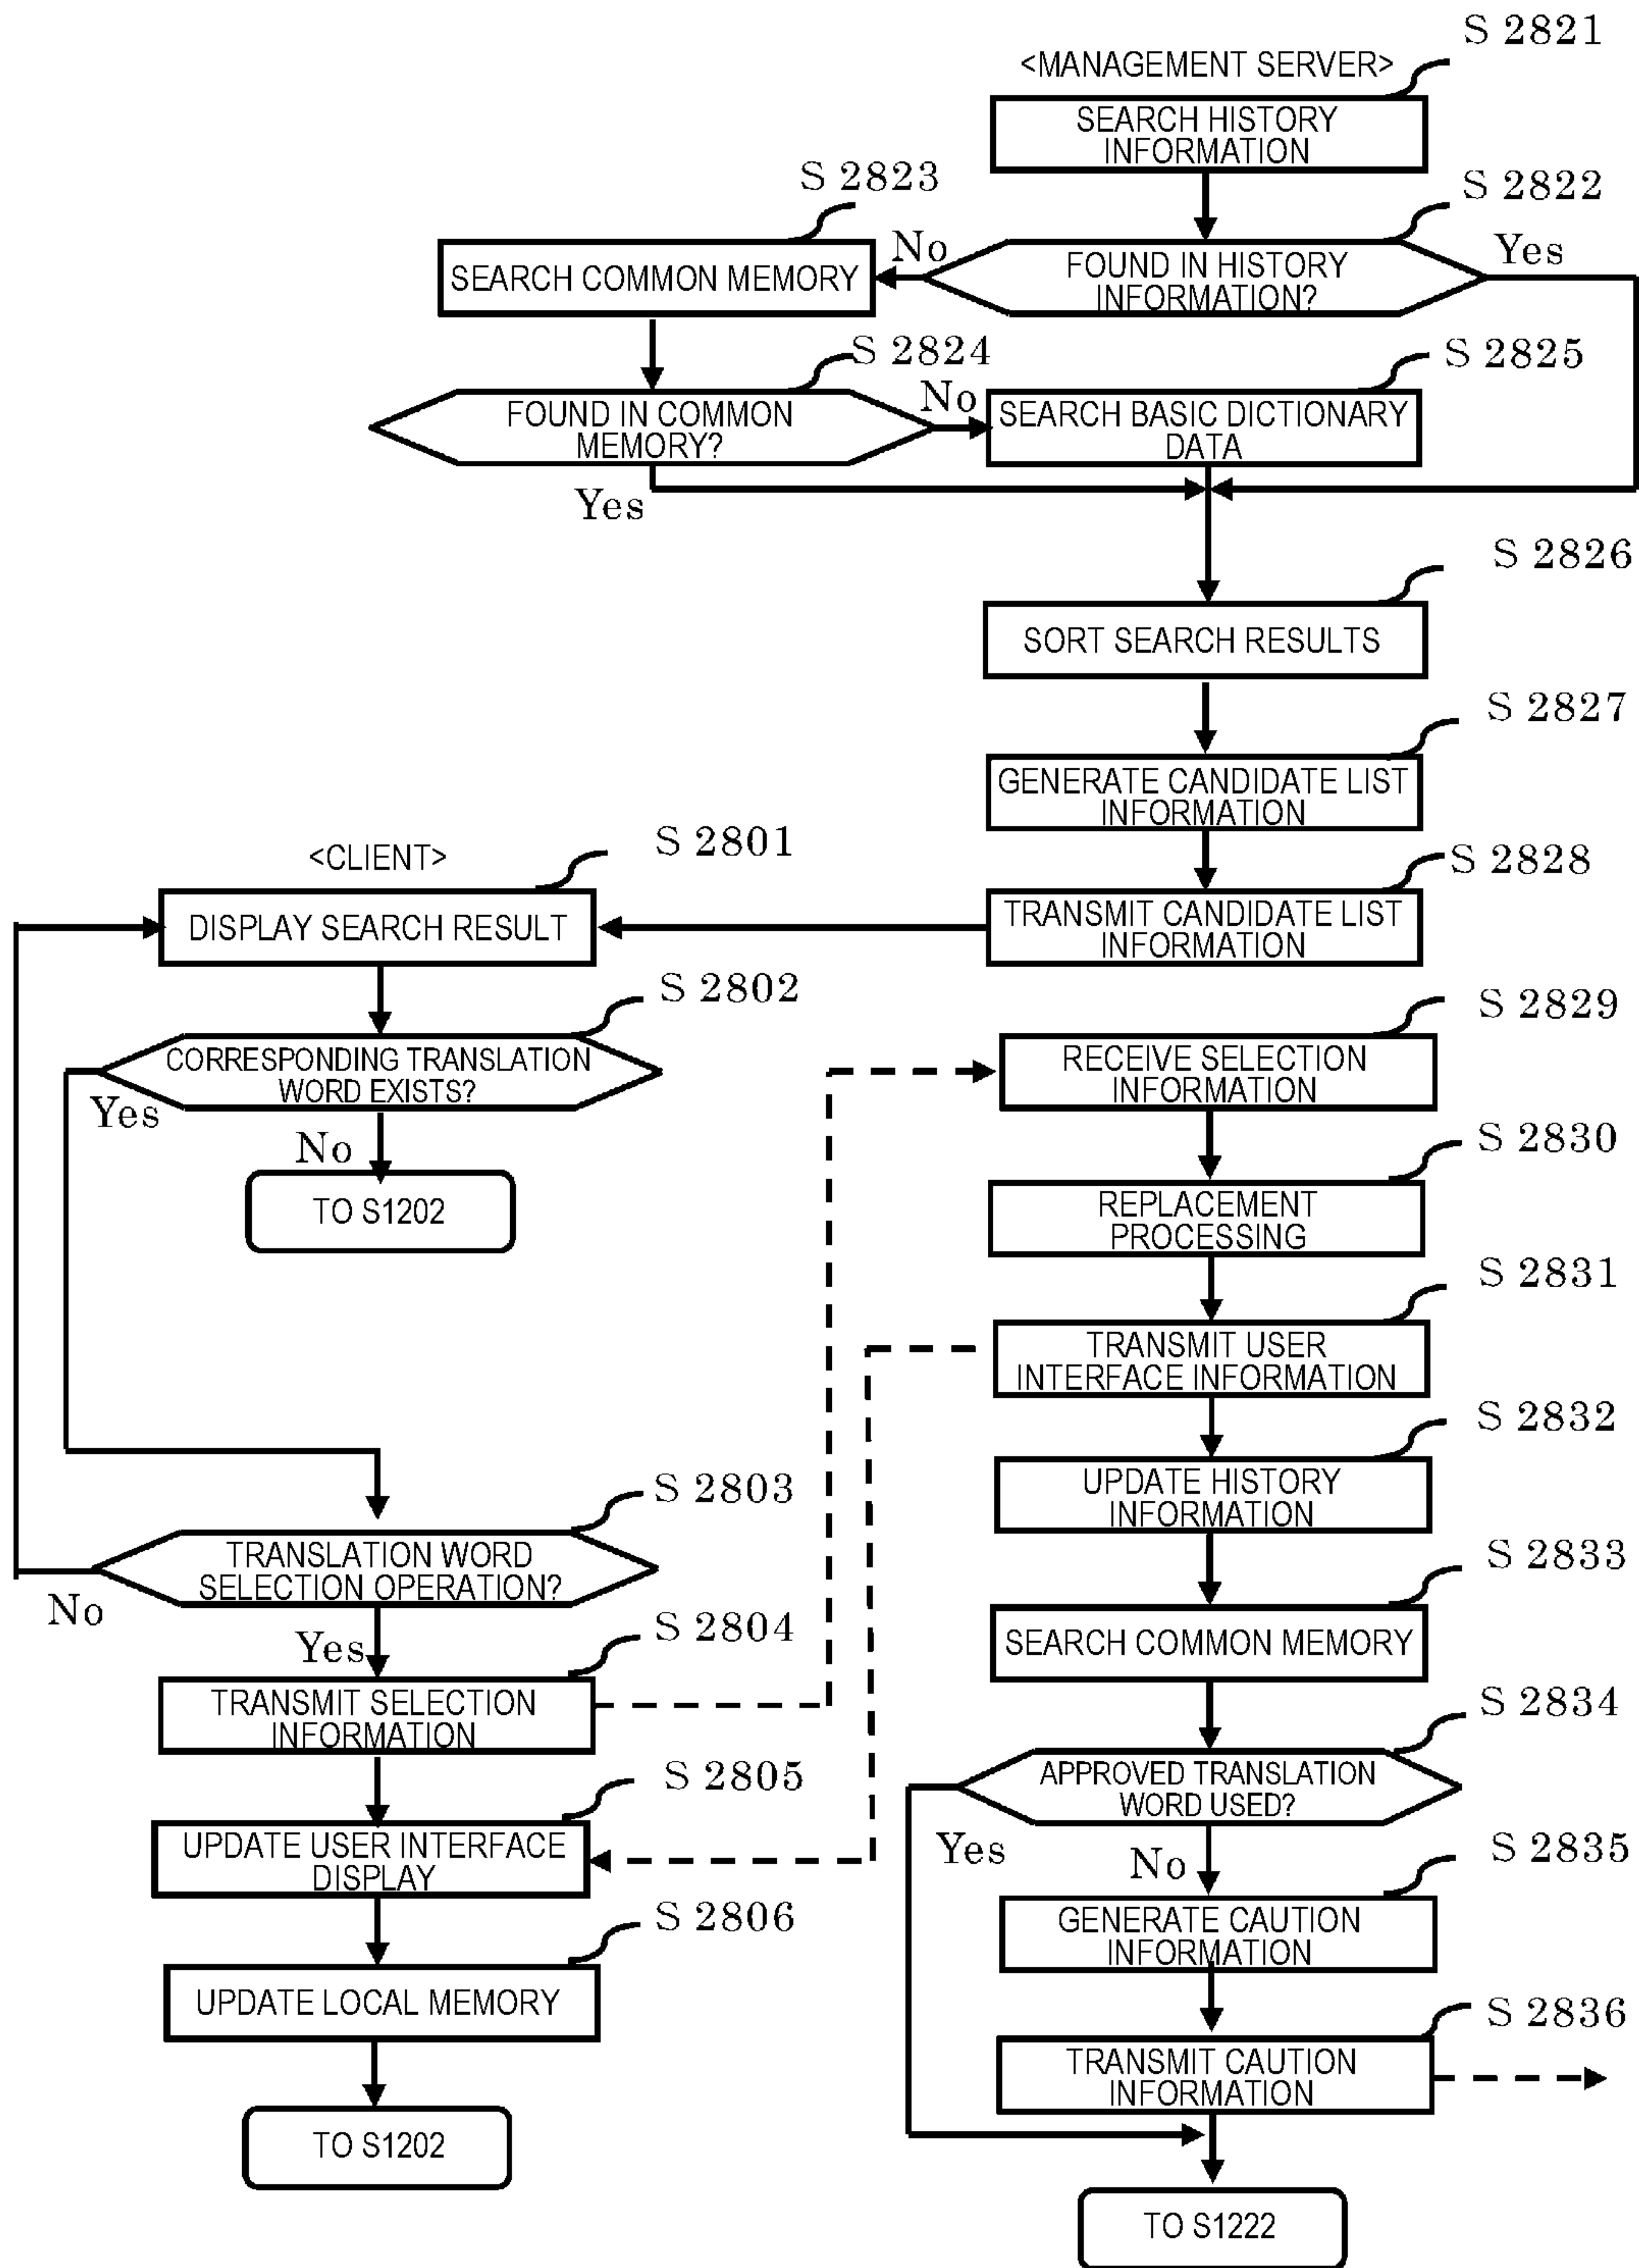 S 2821
<MANAGEMENT SERVER>
SEARCH HISTORY
INFORMATION
S 2823
S 2822
No
Yes
SEARCH COMMON MEMORY
FOUND IN HISTORY
INFORMATION?
S 2824
S 2825
No
FOUND IN COMMON
MEMORY?
SEARCH BASIC DICTIONARY
DATA
Yes
S 2826
SORT SEARCH RESULTS
S 2827
GENERATE CANDIDATE LIST
INFORMATION
S 2801
<CLIENT>
S 2828
DISPLAY SEARCH RESULT
TRANSMIT CANDIDATE LIST
INFORMATION
S 2802
S 2829
CORRESPONDING TRANSLATION
WORD EXISTS?
RECEIVE SELECTION
INFORMATION
Yes
No
S 2830
TO S1202
REPLACEMENT
PROCESSING
S 2831
TRANSMIT USER
INTERFACE INFORMATION
S 2832
UPDATE HISTORY
INFORMATION
S 2803
TRANSLATION WORD
SELECTION OPERATION?
No
S 2833
SEARCH COMMON MEMORY
Yes
S 2804
TRANSMIT SELECTION
INFORMATION
S 2834
APPROVED TRANSLATION
WORD USED?
S 2805
UPDATE USER INTERFACE
DISPLAY
Yes
No
S 2835
GENERATE CAUTION
INFORMATION
S 2806
UPDATE LOCAL MEMORY
S 2836
TRANSMIT CAUTION
INFORMATION
TO S1202
TO S1222